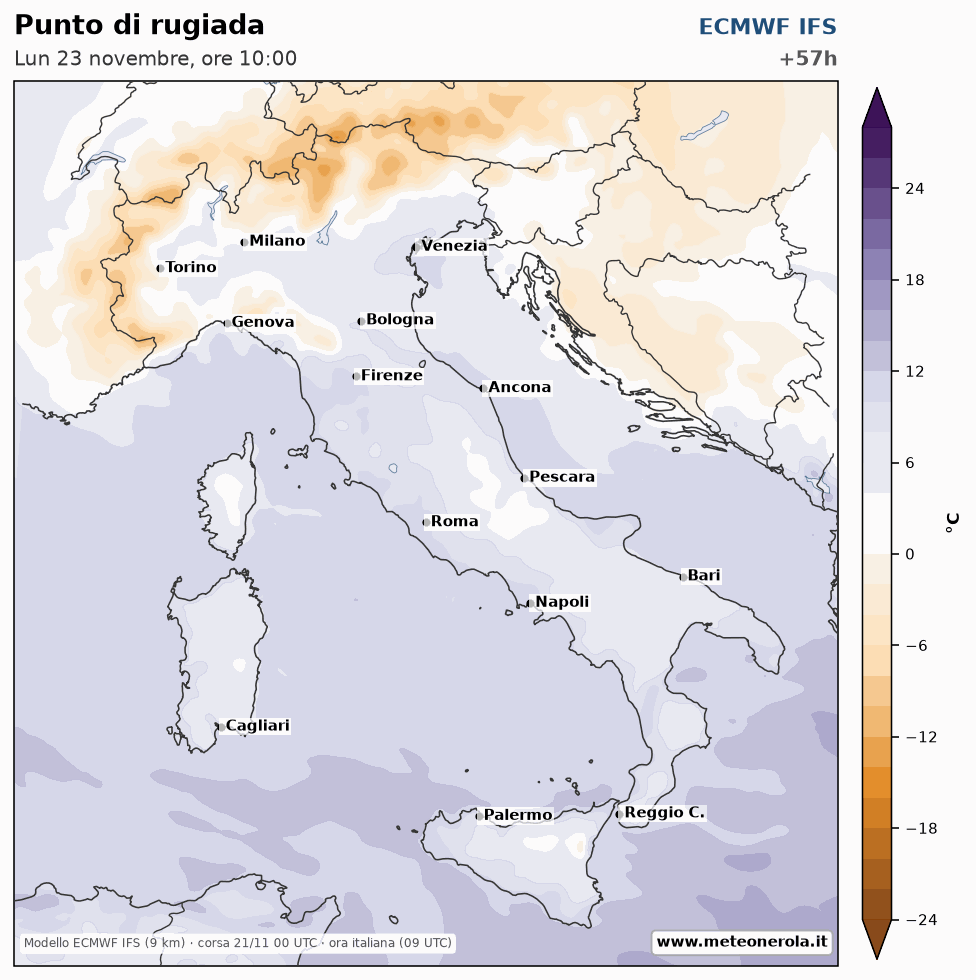 Punto di rugiada
ECMWF IFS
Lun 23 novembre, ore 10:00
+57h
Milano
Venezia
Torino
Genova
Bologna
Firenze
Ancona
Pescara
Roma
Bari
Napoli
Cagliari
Palermo
Reggio C.
24
18
12
6
0
−6
−12
−18
−24
°C
Modello ECMWF IFS (9 km) · corsa 21/11 00 UTC · ora italiana (09 UTC)
www.meteonerola.it